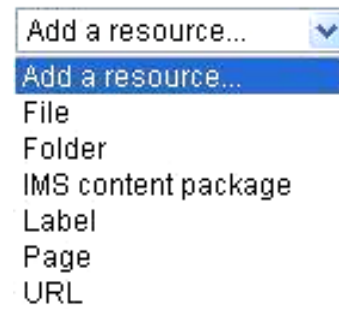 Add a resource...
Add a resource...
File
Folder
IMS content package
Label
Page
URL